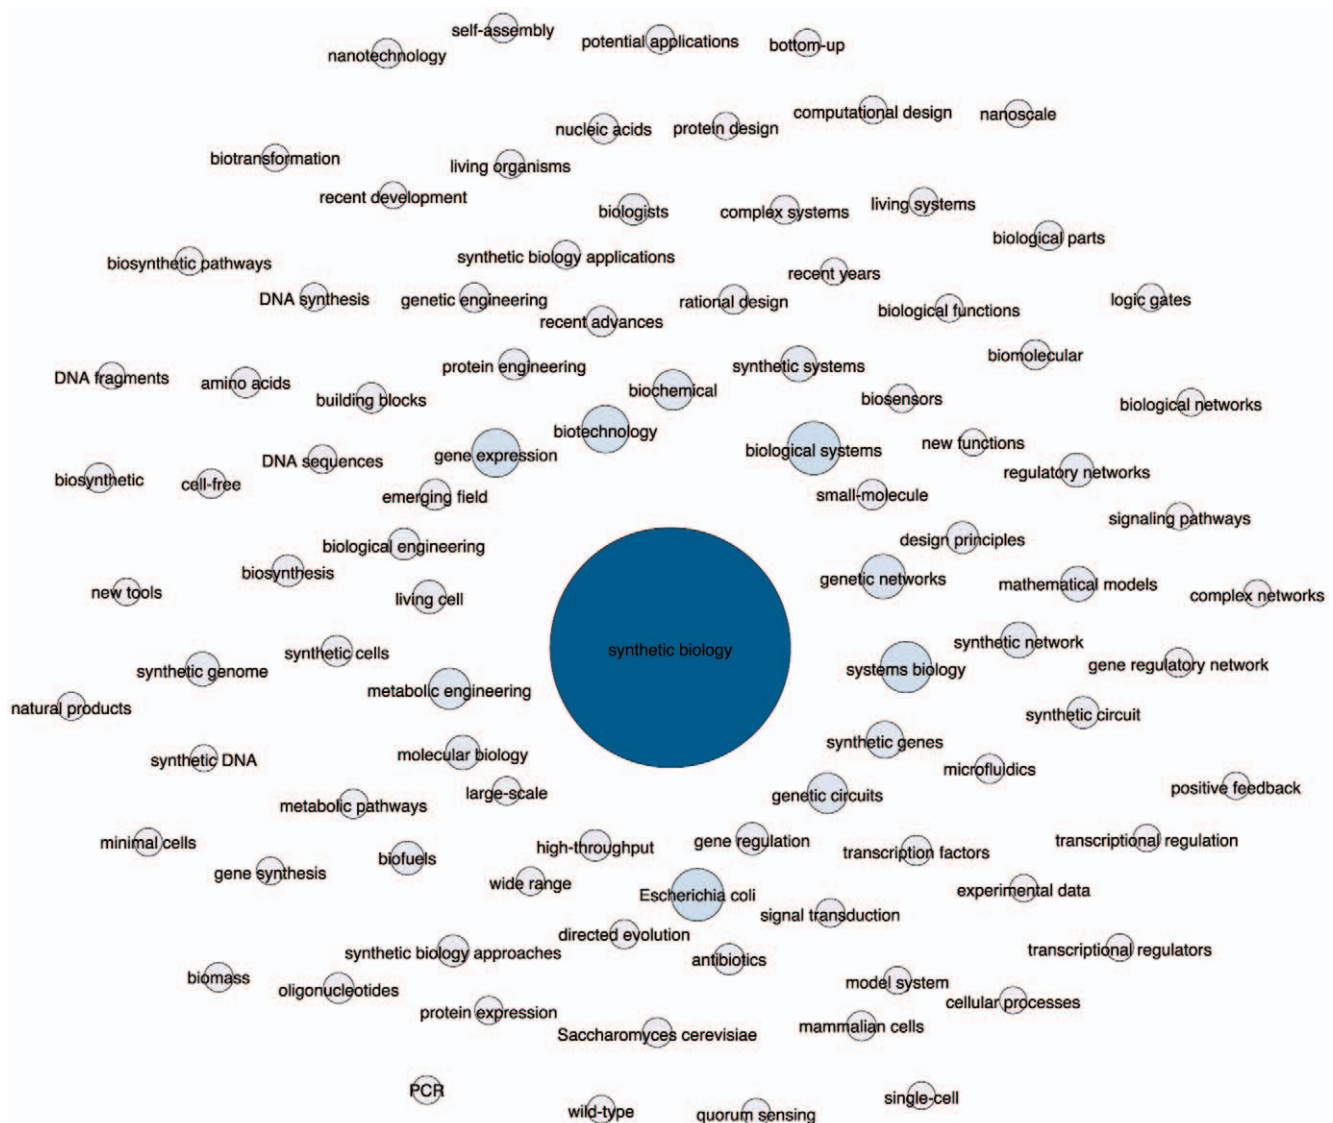 self-assembly
potential applications
bottom-up
nanotechnology
computational design
nanoscale
nucleic acids
protein design
biotransformation
living organisms
recent development
biologists
complex systems
living systems
biological parts
biosynthetic pathways
synthetic biology applications
recent years
DNA synthesis
genetic engineering
rational design
biological functions
logic gates
recent advances
biomolecular
protein engineering
synthetic systems
DNA fragments
amino acids
building blocks
biochemical
biosensors
biological networks
biotechnology
gene expression
biological systems
new functions
DNA sequences
regulatory networks
biosynthetic
cell-free
emerging field
small-molecule
signaling pathways
biological engineering
design principles
biosynthesis
genetic networks
mathematical models
new tools
living cell
complex networks
synthetic cells
synthetic biology
synthetic network
synthetic genome
metabolic engineering
systems biology
gene regulatory network
natural products
synthetic circuit
synthetic DNA
molecular biology
synthetic genes
microfluidics
metabolic pathways
large-scale
genetic circuits
positive feedback
minimal cells
gene synthesis
biofuels
high-throughput
gene regulation
transcription factors
transcriptional regulation
wide range
Escherichia coli
experimental data
signal transduction
directed evolution
synthetic biology approaches
antibiotics
transcriptional regulators
biomass
oligonucleotides
model system
cellular processes
protein expression
Saccharomyces cerevisiae
mammalian cells
PCR
wild-type
quorum sensing
single-cell